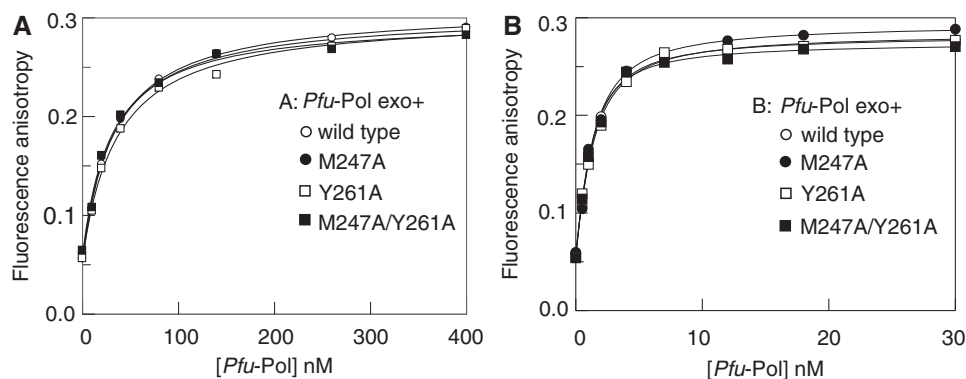 A
Fluorescence anisotropy
0.3
0.2
0.1
0.0
A: Pfu-Pol exo+
wild type
M247A
Y261A
M247A/Y261A
0 100 200 300 400
[Pfu-Pol] nM
B
Fluorescence anisotropy
0.3
0.2
0.1
0.0
B: Pfu-Pol exo+
wild type
M247A
Y261A
M247A/Y261A
0 10 20 30
[Pfu-Pol] nM